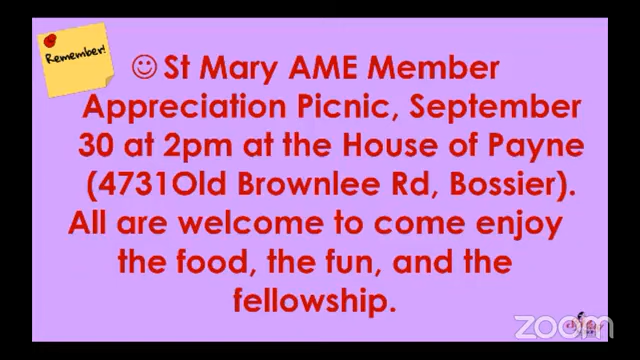 Remember!
☺ St Mary AME Member
Appreciation Picnic, September
30 at 2pm at the House of Payne
(4731Old Brownlee Rd, Bossier).
All are welcome to come enjoy
the food, the fun, and the
fellowship.
zoom